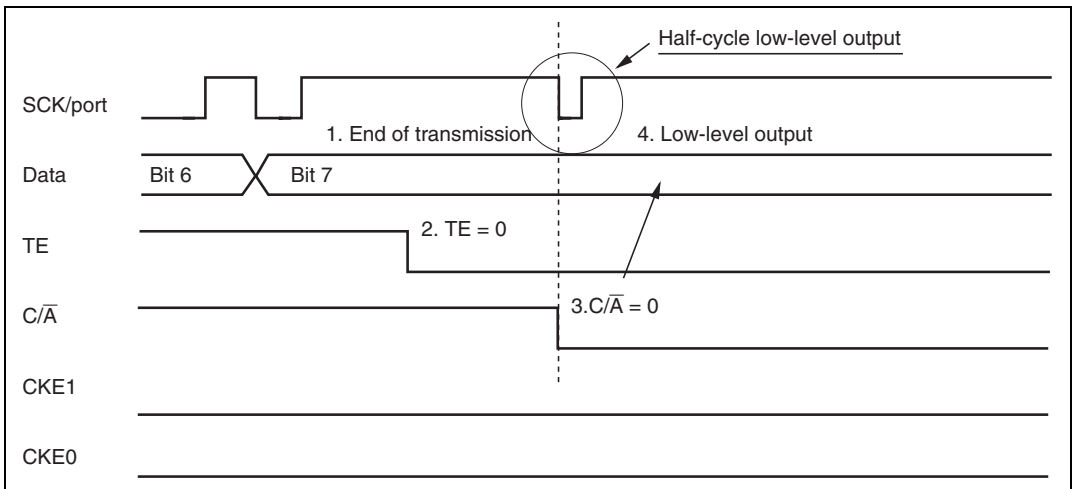 Half-cycle low-level output
SCK/port
1. End of transmission
4. Low-level output
Data
Bit 6
Bit 7
TE
2. TE = 0
C/A̅
3.C/A̅ = 0
CKE1
CKE0